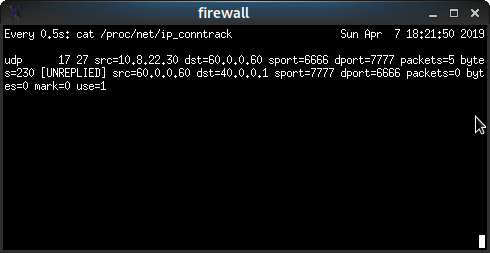 firewall
Every 0.5s: cat /proc/net/ip_conntrack Sun Apr 7 18:21:50 2019
udp 17 27 src=10.8.22.30 dst=60.0.0.60 sport=6666 dport=7777 packets=5 byte
s=230 [UNREPLIED] src=60.0.0.60 dst=40.0.0.1 sport=7777 dport=6666 packets=0 byt
es=0 mark=0 use=1